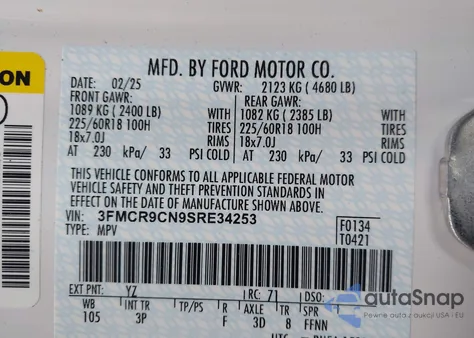 ON
MFD. BY FORD MOTOR CO.
DATE: 02/25 GVWR: 2123 KG (4680 LB)
FRONT GAWR: REAR GAWR:
1089 KG (2400 LB) WITH 1082 KG (2385 LB) WITH
225/60R18 100H TIRES 225/60R18 100H TIRES
18x7.0J RIMS 18x7.0J RIMS
AT 230 kPa/ 33 PSI COLD AT 230 kPa/ 33 PSI COLD
THIS VEHICLE CONFORMS TO ALL APPLICABLE FEDERAL MOTOR
VEHICLE SAFETY AND THEFT PREVENTION STANDARDS IN
EFFECT ON THE DATE OF MANUFACTURE SHOWN ABOVE.
VIN: 3FMCR9CN9SRE34253 F0134
TYPE: MPV T0421
EXT PNT: YZ RC: 71 DSO:
WB INT TR TP/PS R AXLE TR SPR
105 3P F 3D 8 FFNN
autaSnap
Pewne auta z aukcji USA i EU